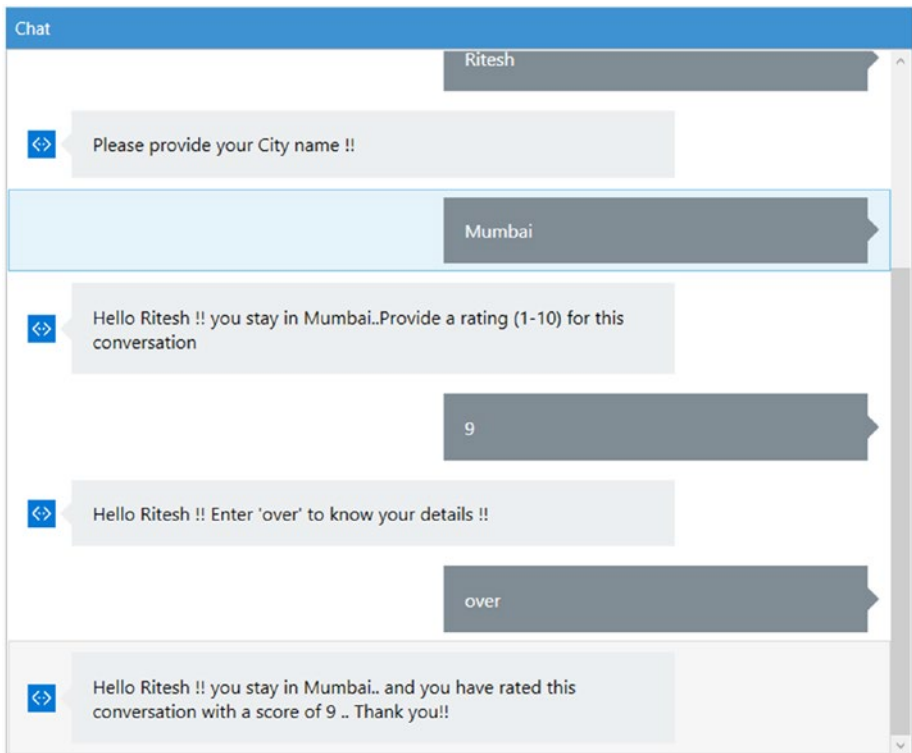 Chat
Ritesh
Please provide your City name !!
Mumbai
Hello Ritesh !! you stay in Mumbai..Provide a rating (1-10) for this
conversation
9
Hello Ritesh !! Enter 'over' to know your details !!
over
Hello Ritesh !! you stay in Mumbai.. and you have rated this
conversation with a score of 9 .. Thank you!!